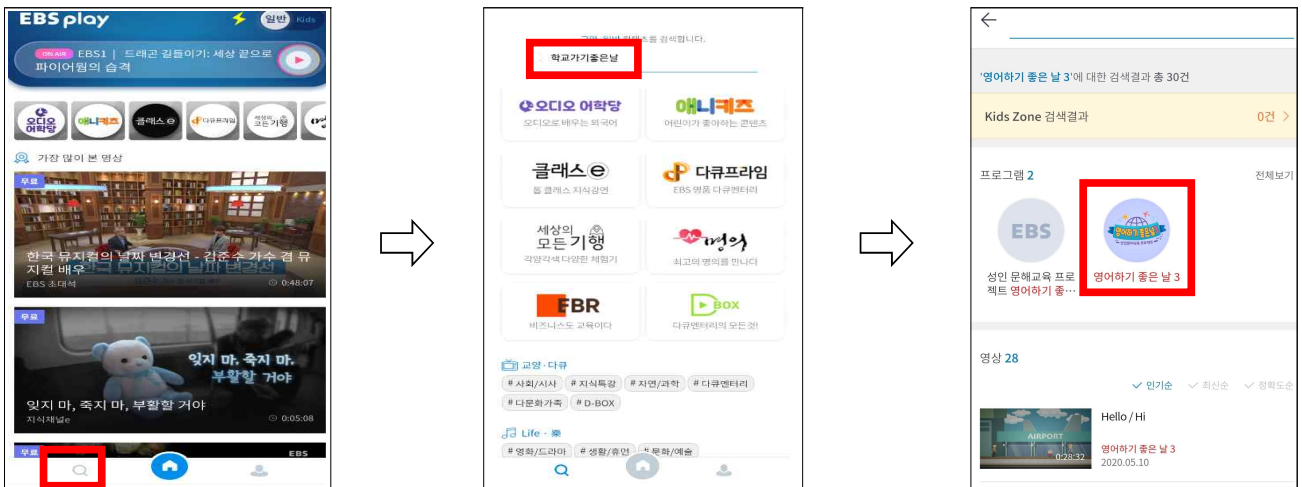 EBS play
일반 Kids
ON AIR EBS1 | 드래곤 길들이기: 세상 끝으로
파이어웜의 습격
오디오
어학당
애니키즈
클래스 e
다큐프라임
세상의
모든 기행
가장 많이 본 영상
무료
한국 뮤지컬의 날짜 변경선
한국 뮤지컬의 날짜 변경선 - 김준수 가수 겸 뮤
지컬 배우
EBS 초대석
0:48:07
무료
잊지 마, 죽지 마,
부활할 거야
잊지 마, 죽지 마, 부활할 거야
지식채널e
0:05:08
무료
EBS
검색합니다.
학교가기좋은날
오디오 어학당
오디오로 배우는 외국어
애니키즈
어린이가 좋아하는 콘텐츠
클래스 e
톱 클래스 지식강연
다큐프라임
EBS 명품 다큐멘터리
세상의
모든 기행
각양각색 다양한 체험기
명의
최고의 명의를 만나다
EBR
비즈니스도 교육이다
D BOX
다큐멘터리의 모든것!
교양·다큐
# 사회/시사 # 지식특강 # 자연/과학 # 다큐멘터리
# 다문화가족 # D-BOX
Life · 樂
# 영화/드라마 # 생활/휴먼 # 문화/예술
'영어하기 좋은 날 3'에 대한 검색결과 총 30건
Kids Zone 검색결과
0건 >
프로그램 2
전체보기
EBS
영어하기 좋은날
성인 문해교육 프로
젝트 영어하기 좋…
영어하기 좋은 날 3
영상 28
인기순 최신순 정확도순
AIRPORT
0:28:32
Hello / Hi
영어하기 좋은 날 3
2020.05.10